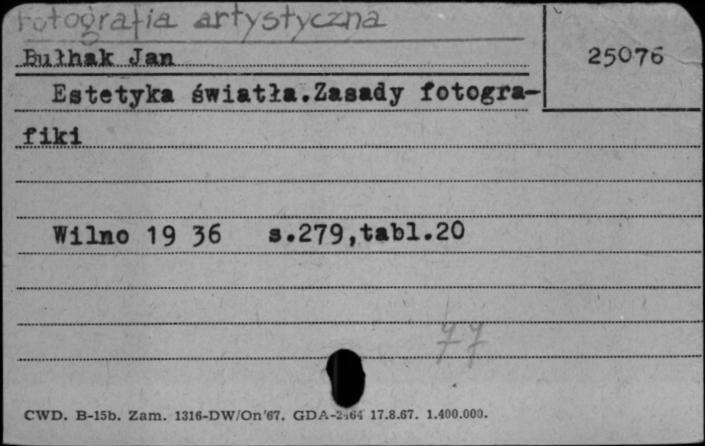 Fotografia artystyczna
Bułhak Jan
25076
Estetyka światła.Zasady fotogra-
fiki
Wilno 19 36 s.279,tabl.20
77
CWD. B-15b. Zam. 1316-DW/On/67. GDA-2464 17.8.67. 1.400.000.